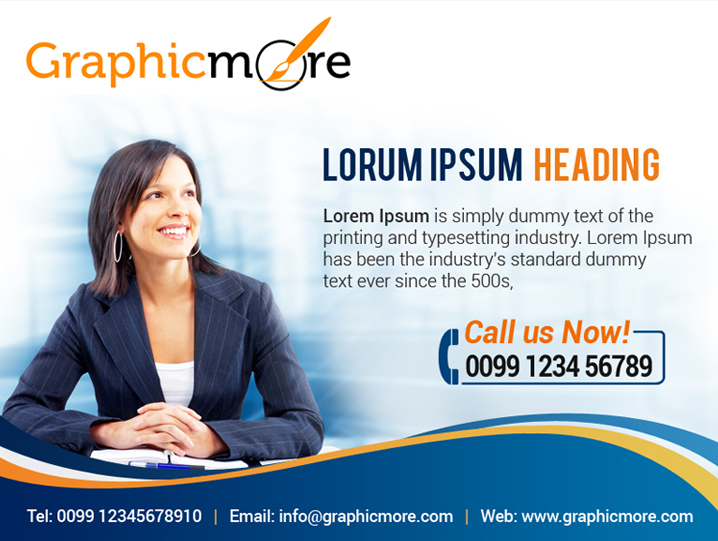 Graphicmore
LORUM IPSUM HEADING
Lorem Ipsum is simply dummy text of the
printing and typesetting industry. Lorem Ipsum
has been the industry's standard dummy
text ever since the 500s,
Call us Now!
0099 1234 56789
Tel: 0099 12345678910 | Email: info@graphicmore.com | Web: www.graphicmore.com